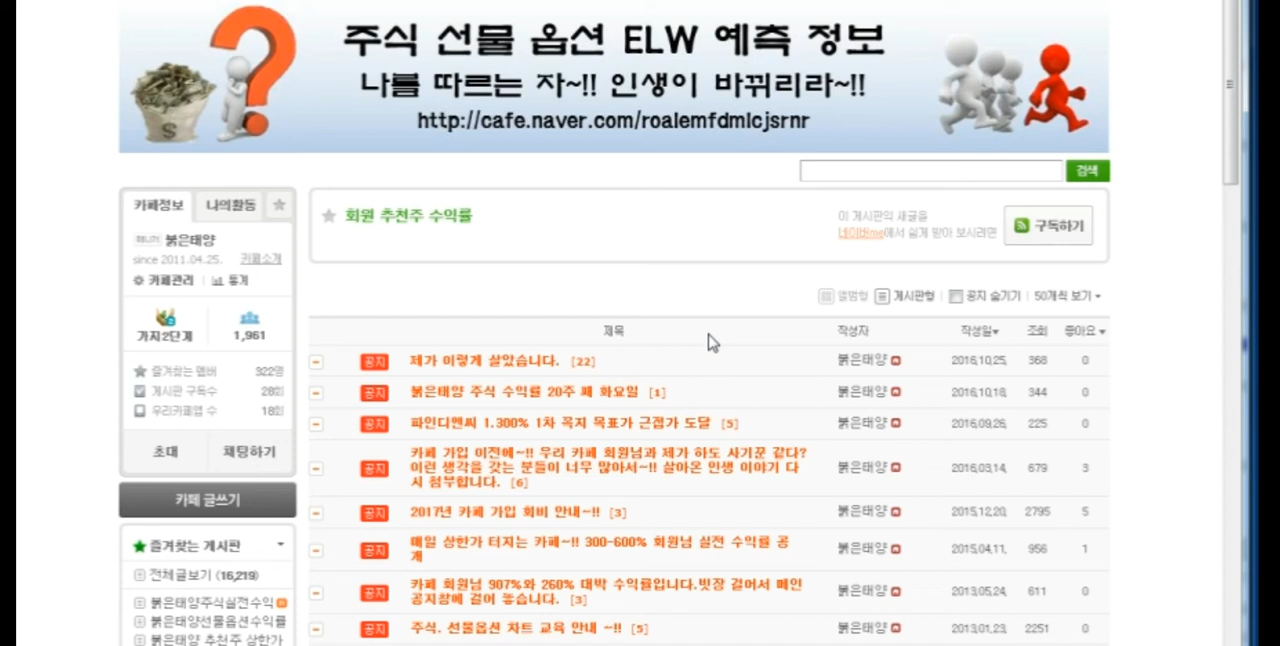 주식 선물 옵션 ELW 예측 정보
나를 따르는 자~!! 인생이 바뀌리라~!!
http://cafe.naver.com/roalemfdmlcjsrnr
검색
카페정보 나의활동
매니저 붉은태양
since 2011.04.25. 카페소개
카페관리 통계
가지2단계 1,961
즐겨찾는 멤버 322명
게시판 구독수 28회
우리카페앱 수 18회
초대 채팅하기
카페 글쓰기
즐겨찾는 게시판
전체글보기 (16,219)
붉은태양주식실전수익
붉은태양선물옵션수익률
붉은태양 추천주 상한가
회원 추천주 수익률
이 게시판의 새글을
네이버me에서 쉽게 받아 보시려면
구독하기
앨범형 게시판형 공지 숨기기 50개씩 보기
제목 작성자 작성일 조회 좋아요
공지 제가 이렇게 살았습니다. [22] 붉은태양 2016.10.25. 368 0
공지 붉은태양 주식 수익률 20주 째 화요일 [1] 붉은태양 2016.10.18. 344 0
공지 파인디앤씨 1.300% 1차 꼭지 목표가 근접가 도달 [5] 붉은태양 2016.09.26. 225 0
공지 카페 가입 이전에~!! 우리 카페 회원님과 제가 하도 사기꾼 같다?
이런 생각을 갖는 분들이 너무 많아서~!! 살아온 인생 이야기 다
시 첨부합니다. [6] 붉은태양 2016.03.14. 679 3
공지 2017년 카페 가입 회비 안내~!! [3] 붉은태양 2015.12.20. 2795 5
공지 매일 상한가 터지는 카페~!! 300-600% 회원님 실전 수익률 공
개 붉은태양 2015.04.11. 956 1
공지 카페 회원님 907%와 260% 대박 수익률입니다.빗장 걸어서 메인
공지창에 걸어 놓습니다. [3] 붉은태양 2013.05.24. 611 0
공지 주식. 선물옵션 차트 교육 안내 ~!! [5] 붉은태양 2013.01.23. 2251 0